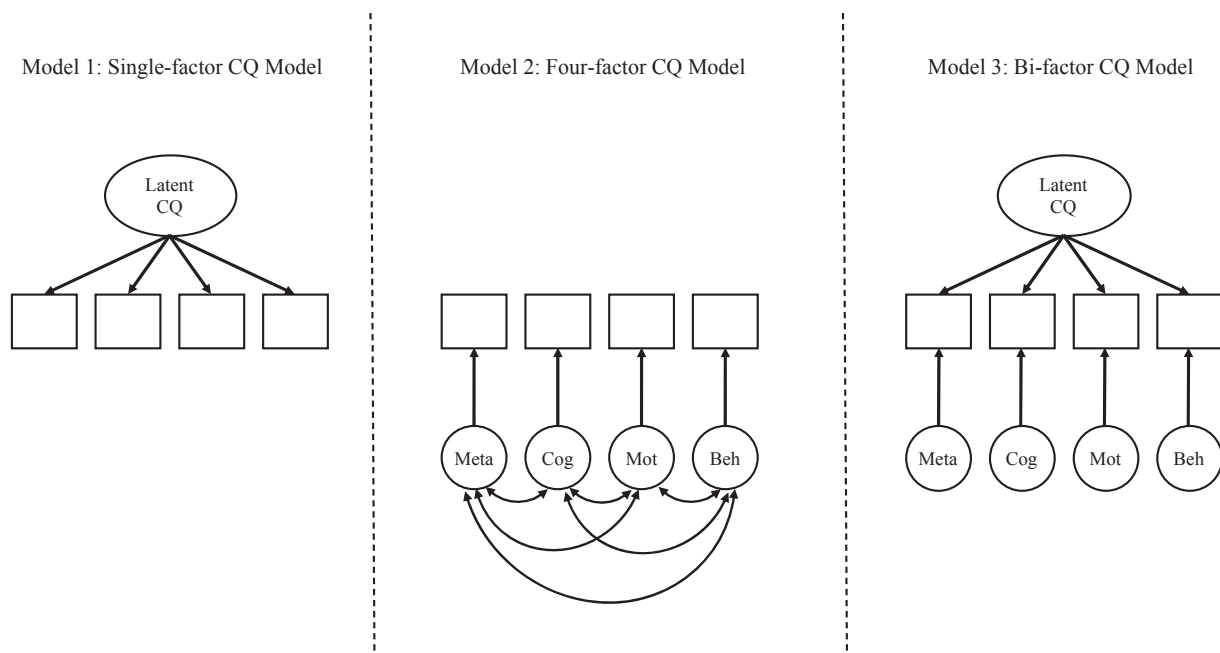 Model 1: Single-factor CQ Model
Model 2: Four-factor CQ Model
Model 3: Bi-factor CQ Model
Latent
CQ
Latent
CQ
Meta
Cog
Mot
Beh
Meta
Cog
Mot
Beh